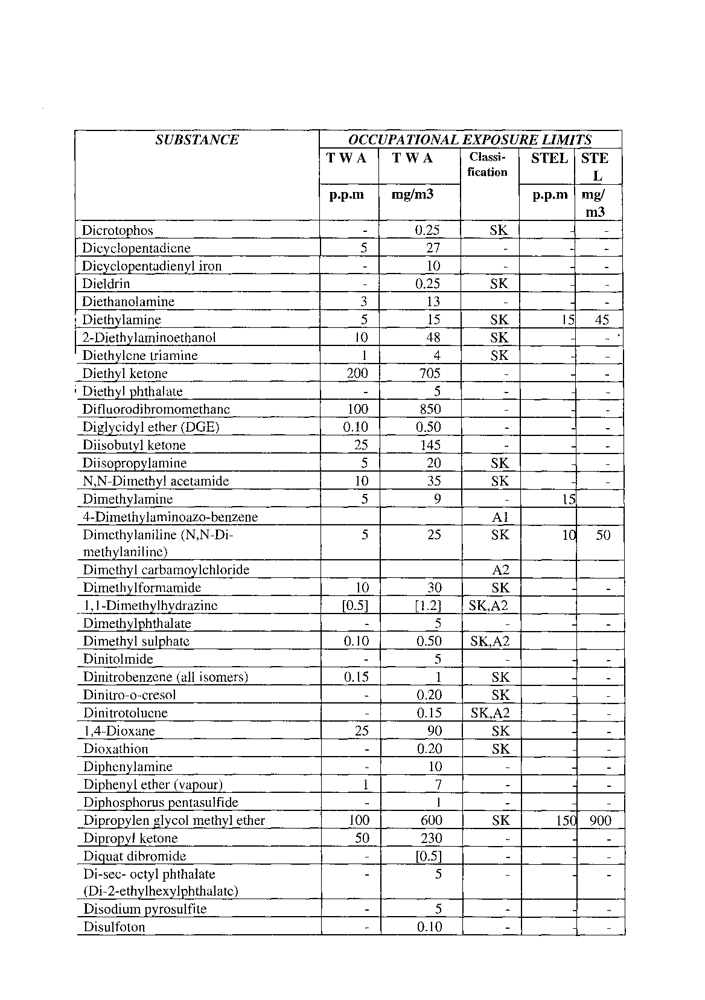 SUBSTANCE OCCUPATIONAL EXPOSURE LIMITS
T W A T W A Classi- STEL STE
fication L
p.p.m mg/m3 p.p.m mg/
m3
Dicrotophos - 0.25 SK - -
Dicyclopentadiene 5 27 - - -
Dicyclopentadienyl iron - 10 - - -
Dieldrin - 0.25 SK - -
Diethanolamine 3 13 - - -
Diethylamine 5 15 SK 15 45
2-Diethylaminoethanol 10 48 SK - -
Diethylene triamine 1 4 SK - -
Diethyl ketone 200 705 - - -
Diethyl phthalate - 5 - - -
Difluorodibromomethane 100 850 - - -
Diglycidyl ether (DGE) 0.10 0.50 - - -
Diisobutyl ketone 25 145 - - -
Diisopropylamine 5 20 SK - -
N,N-Dimethyl acetamide 10 35 SK - -
Dimethylamine 5 9 - 15
4-Dimethylaminoazo-benzene A1
Dimethylaniline (N,N-Di- 5 25 SK 10 50
methylaniline)
Dimethyl carbamoylchloride A2
Dimethylformamide 10 30 SK - -
1,1-Dimethylhydrazine [0.5] [1.2] SK,A2
Dimethylphthalate - 5 - - -
Dimethyl sulphate 0.10 0.50 SK,A2
Dinitolmide - 5 - - -
Dinitrobenzene (all isomers) 0.15 1 SK - -
Dinitro-o-cresol - 0.20 SK - -
Dinitrotoluene - 0.15 SK,A2 - -
1,4-Dioxane 25 90 SK - -
Dioxathion - 0.20 SK - -
Diphenylamine - 10 - - -
Diphenyl ether (vapour) 1 7 - - -
Diphosphorus pentasulfide - 1 - - -
Dipropylen glycol methyl ether 100 600 SK 150 900
Dipropyl ketone 50 230 - - -
Diquat dibromide - [0.5] - - -
Di-sec- octyl phthalate - 5 - - -
(Di-2-ethylhexylphthalate)
Disodium pyrosulfite - 5 - - -
Disulfoton - 0.10 - - -